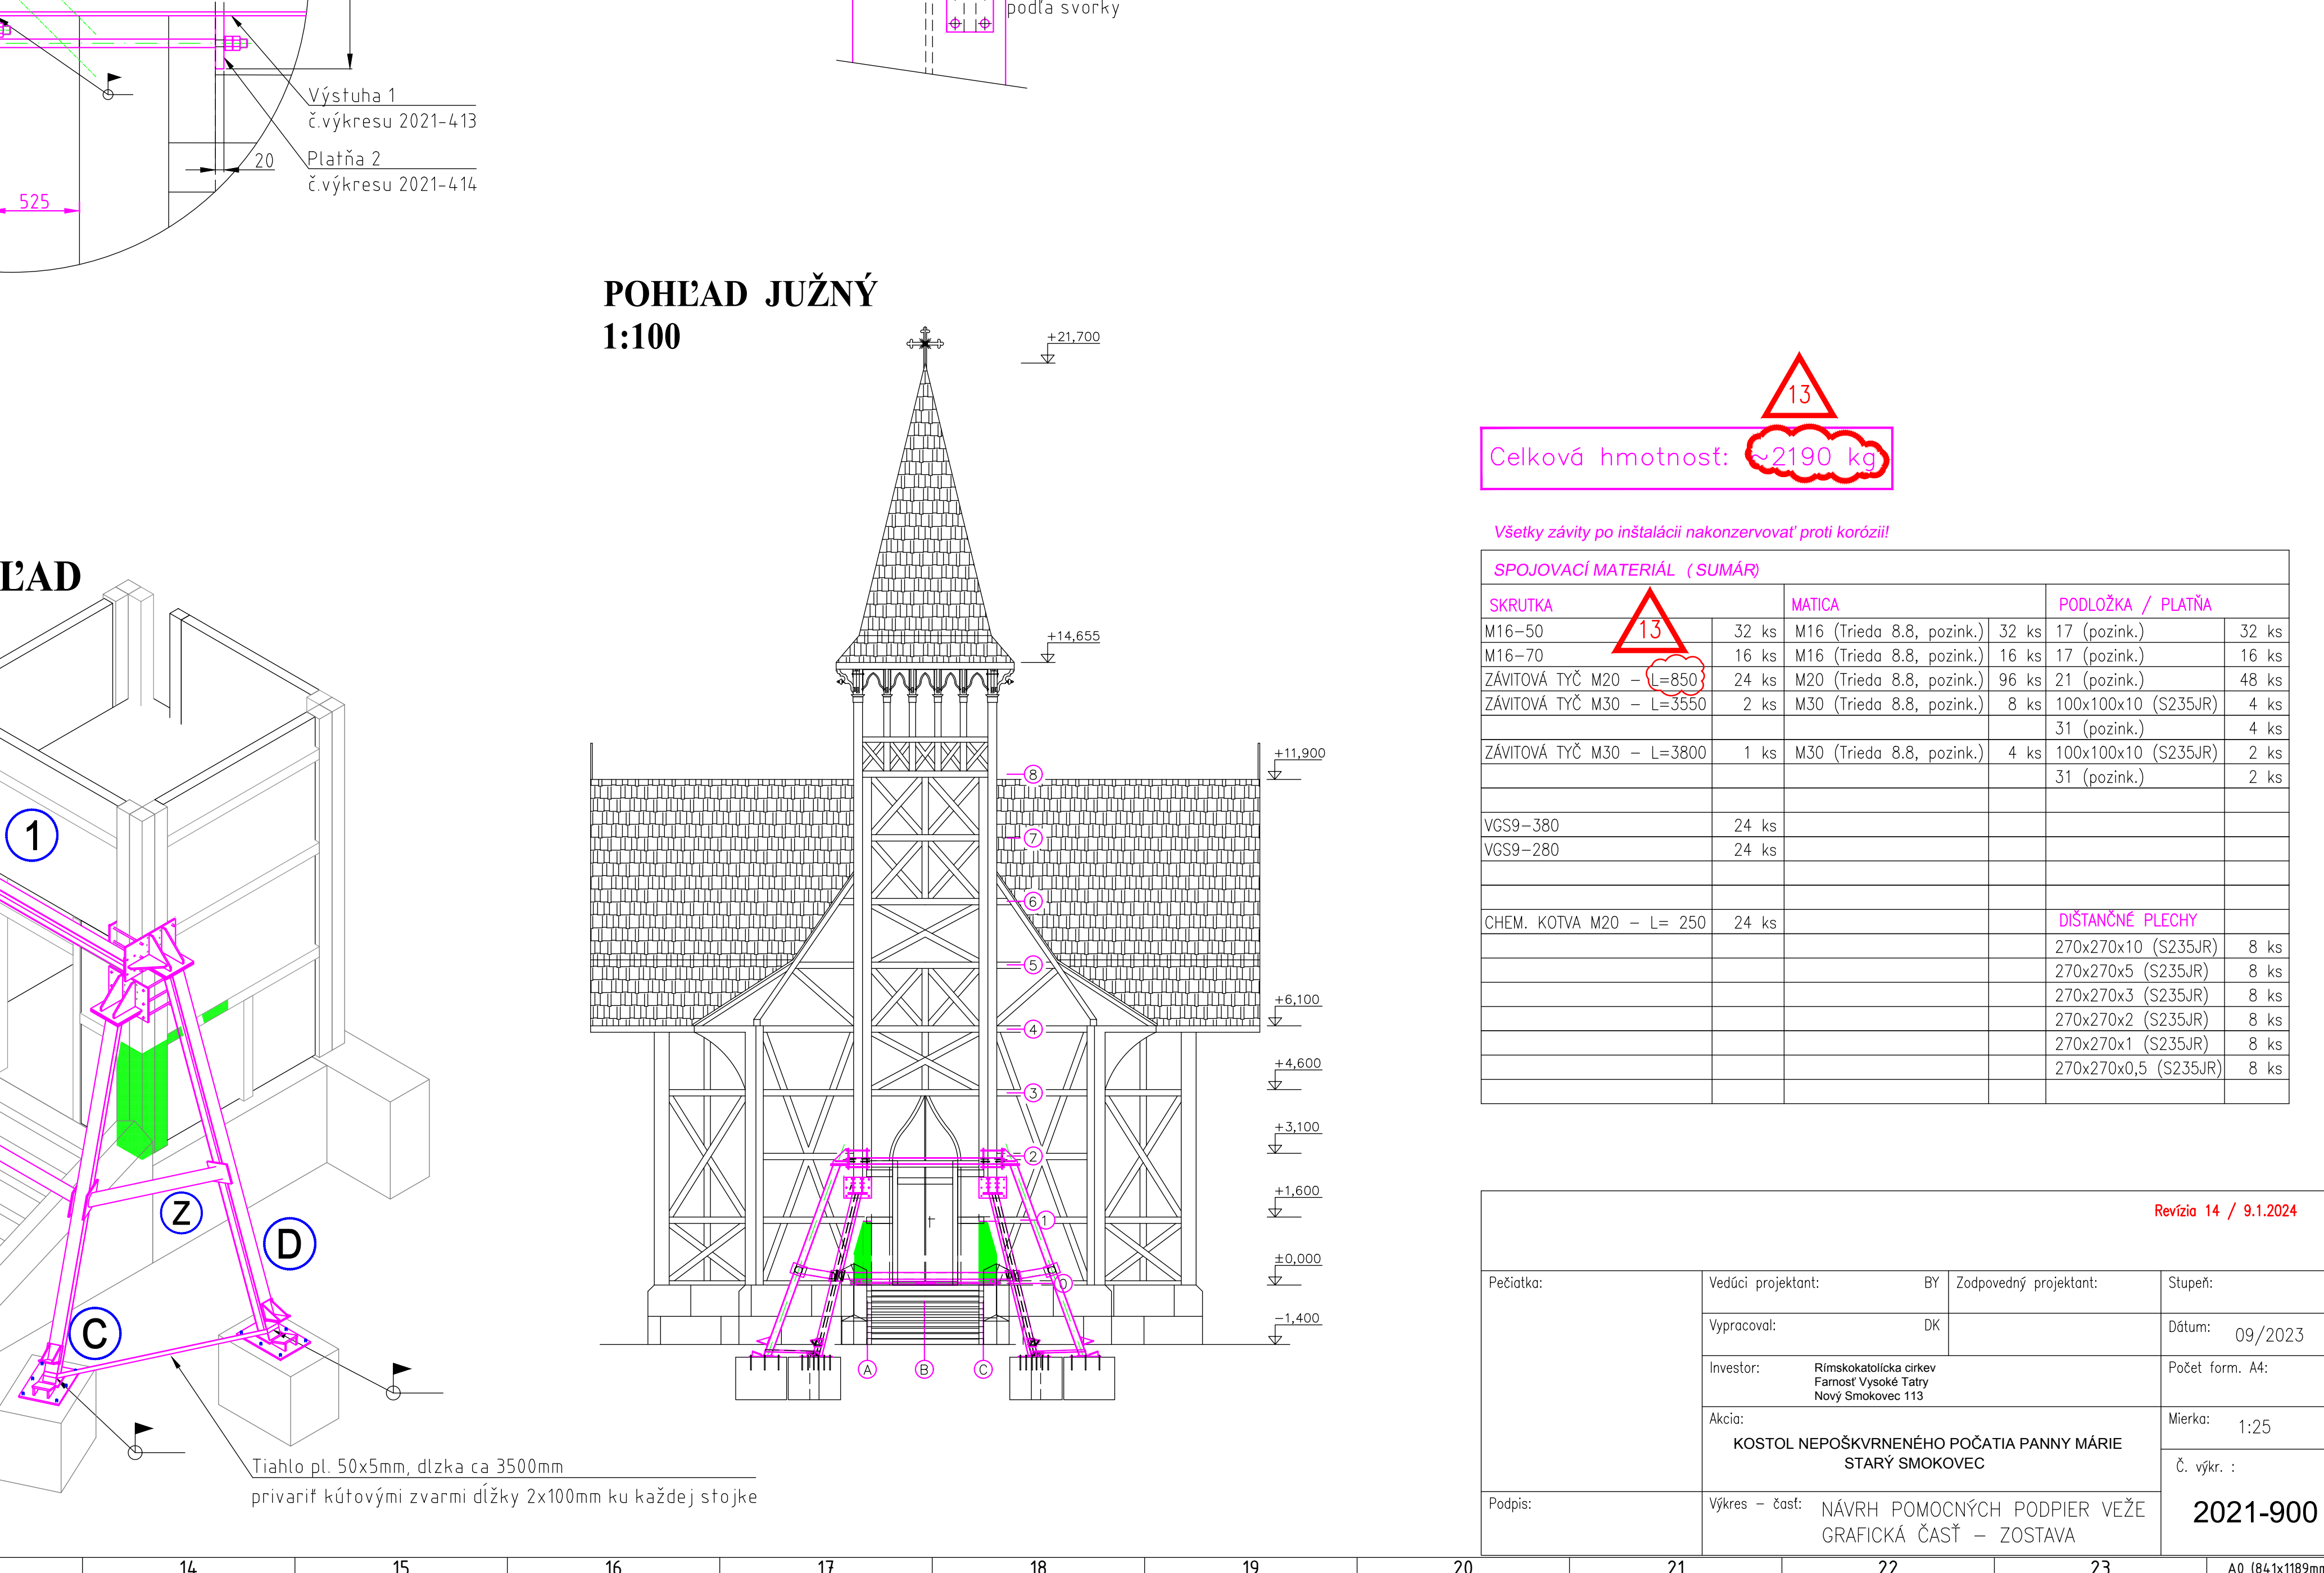 podľa svorky
Výstuha 1
č.výkresu 2021-413
20
Platňa 2
č.výkresu 2021-414
525
POHĽAD JUŽNÝ
1:100
+21,700
+14,655
+11,900
+6,100
+4,600
+3,100
+1,600
±0,000
-1,400
8
7
6
5
4
3
2
1
0
A
B
C
ĽAD
1
Z
D
C
Tiahlo pl. 50x5mm, dlzka ca 3500mm
privariť kútovými zvarmi dĺžky 2x100mm ku každej stojke
13
Celková hmotnosť: ~2190 kg
Všetky závity po inštalácii nakonzervovať proti korózii!
SPOJOVACÍ MATERIÁL ( SUMÁR)
SKRUTKA MATICA PODLOŽKA / PLATŇA
13
M16-50 32 ks M16 (Trieda 8.8, pozink.) 32 ks 17 (pozink.) 32 ks
M16-70 16 ks M16 (Trieda 8.8, pozink.) 16 ks 17 (pozink.) 16 ks
ZÁVITOVÁ TYČ M20 - L=850 24 ks M20 (Trieda 8.8, pozink.) 96 ks 21 (pozink.) 48 ks
ZÁVITOVÁ TYČ M30 - L=3550 2 ks M30 (Trieda 8.8, pozink.) 8 ks 100x100x10 (S235JR) 4 ks
31 (pozink.) 4 ks
ZÁVITOVÁ TYČ M30 - L=3800 1 ks M30 (Trieda 8.8, pozink.) 4 ks 100x100x10 (S235JR) 2 ks
31 (pozink.) 2 ks
VGS9-380 24 ks
VGS9-280 24 ks
CHEM. KOTVA M20 - L= 250 24 ks DIŠTANČNÉ PLECHY
270x270x10 (S235JR) 8 ks
270x270x5 (S235JR) 8 ks
270x270x3 (S235JR) 8 ks
270x270x2 (S235JR) 8 ks
270x270x1 (S235JR) 8 ks
270x270x0,5 (S235JR) 8 ks
Revízia 14 / 9.1.2024
Pečiatka: Vedúci projektant: BY Zodpovedný projektant: Stupeň:
Vypracoval: DK Dátum: 09/2023
Investor: Rímskokatolícka cirkev
Farnosť Vysoké Tatry
Nový Smokovec 113
Počet form. A4:
Akcia:
KOSTOL NEPOŠKVRNENÉHO POČATIA PANNY MÁRIE
STARÝ SMOKOVEC
Mierka: 1:25
Č. výkr. :
2021-900
Podpis: Výkres - časť: NÁVRH POMOCNÝCH PODPIER VEŽE
GRAFICKÁ ČASŤ - ZOSTAVA
14 15 16 17 18 19 20 21 22 23 A0 (841x1189mm